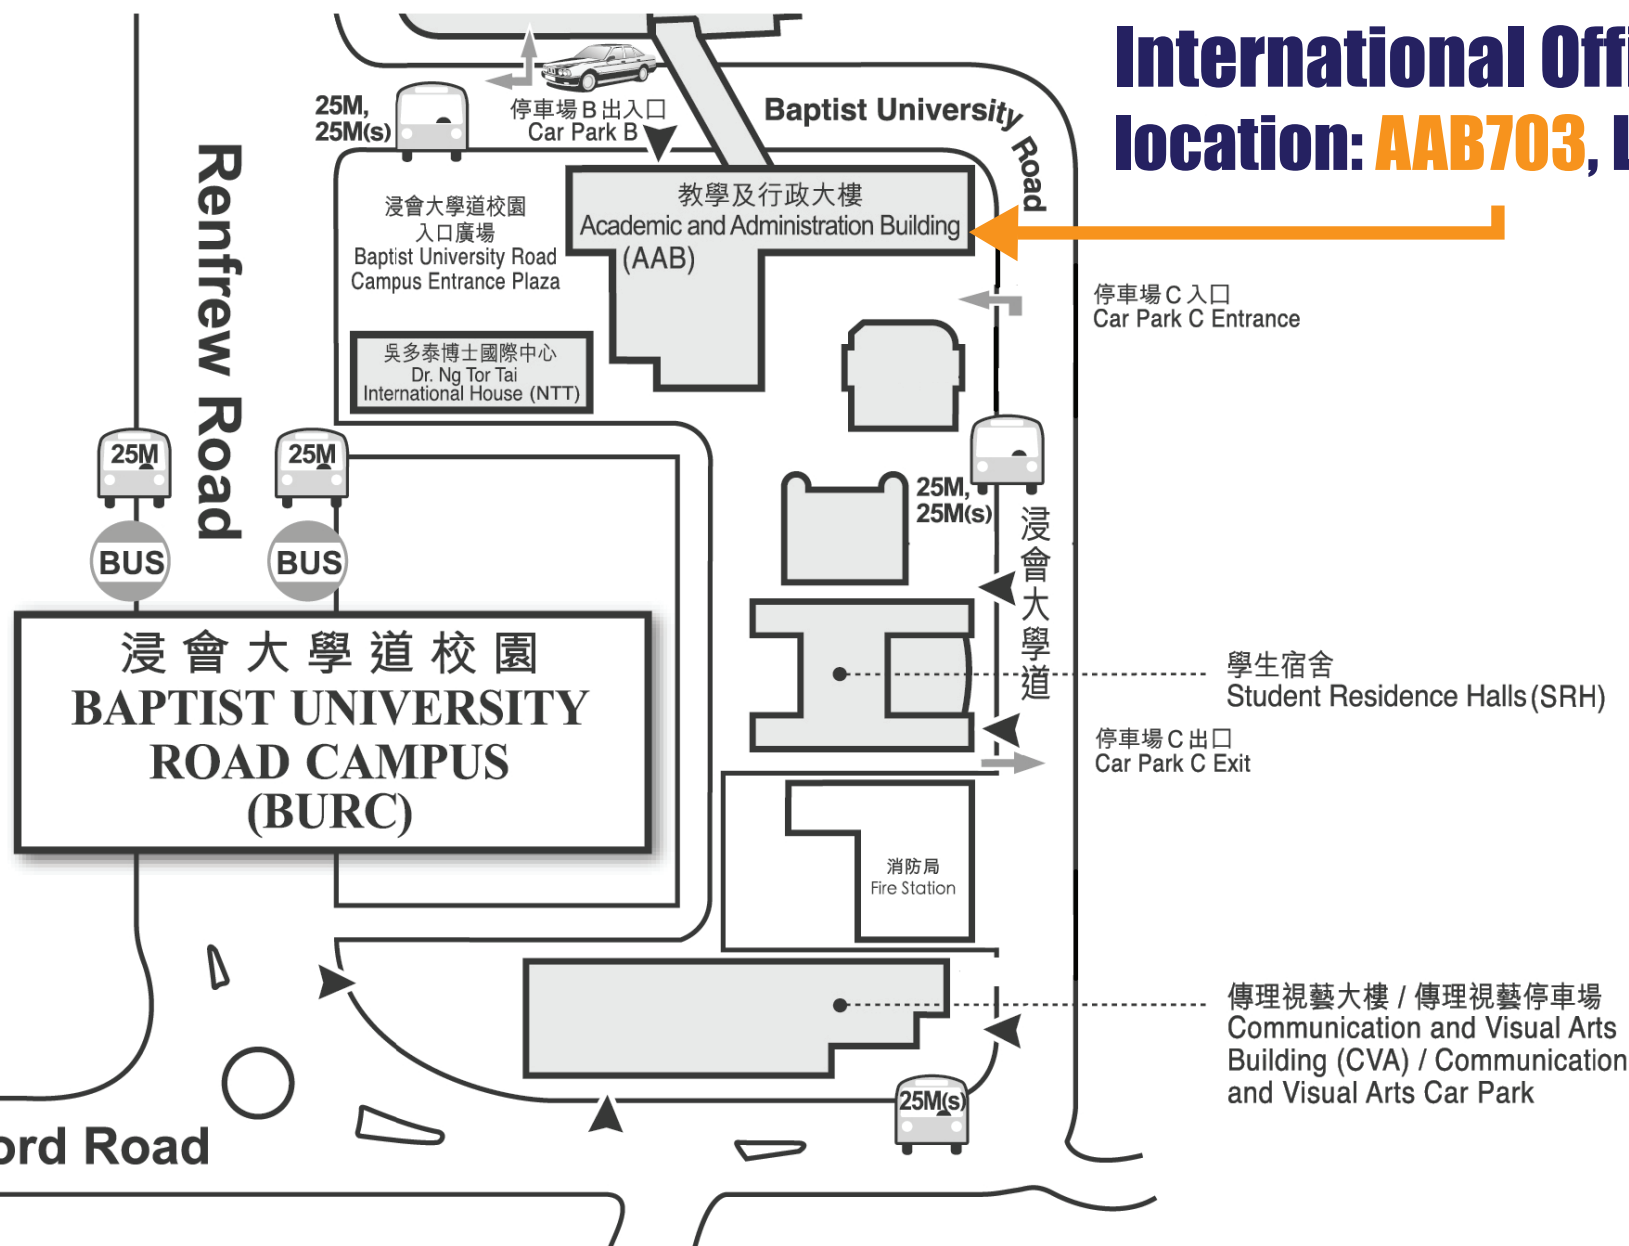 International Offi
location: AAB703, L
25M,
25M(s)
停車場B出入口
Car Park B
Baptist University Road
Renfrew Road
浸會大學道校園
入口廣場
Baptist University Road
Campus Entrance Plaza
教學及行政大樓
Academic and Administration Building
(AAB)
停車場C入口
Car Park C Entrance
吳多泰博士國際中心
Dr. Ng Tor Tai
International House (NTT)
25M
25M
25M,
25M(s)
浸會大學道
BUS
BUS
浸會大學道校園
BAPTIST UNIVERSITY
ROAD CAMPUS
(BURC)
學生宿舍
Student Residence Halls (SRH)
停車場C出口
Car Park C Exit
消防局
Fire Station
傳理視藝大樓 / 傳理視藝停車場
Communication and Visual Arts
Building (CVA) / Communication
and Visual Arts Car Park
25M(s)
ord Road